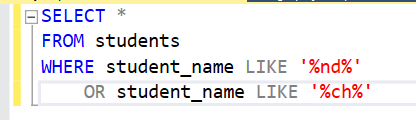 SELECT *
FROM students
WHERE student_name LIKE '%nd%'
    OR student_name LIKE '%ch%'